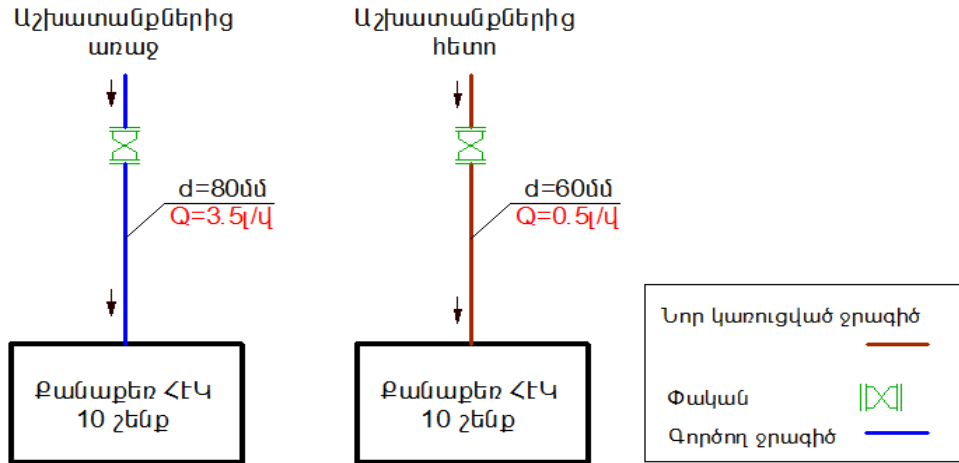 Աշխատանքներից
առաջ
d=80մմ
Q=3.5լ/վ
Քանաքեռ ՀԷԿ
10 շենք
Աշխատանքներից
հետո
d=60մմ
Q=0.5լ/վ
Քանաքեռ ՀԷԿ
10 շենք
Նոր կառուցված ջրագիծ
Փական
Գործող ջրագիծ